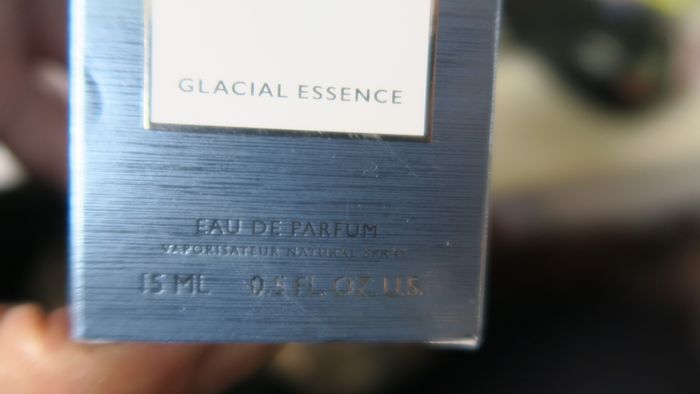 GLACIAL ESSENCE
EAU DE PARFUM
VAPORISATEUR NATURAL SPRAY
15 ML 0.5 FL. OZ. U.S.